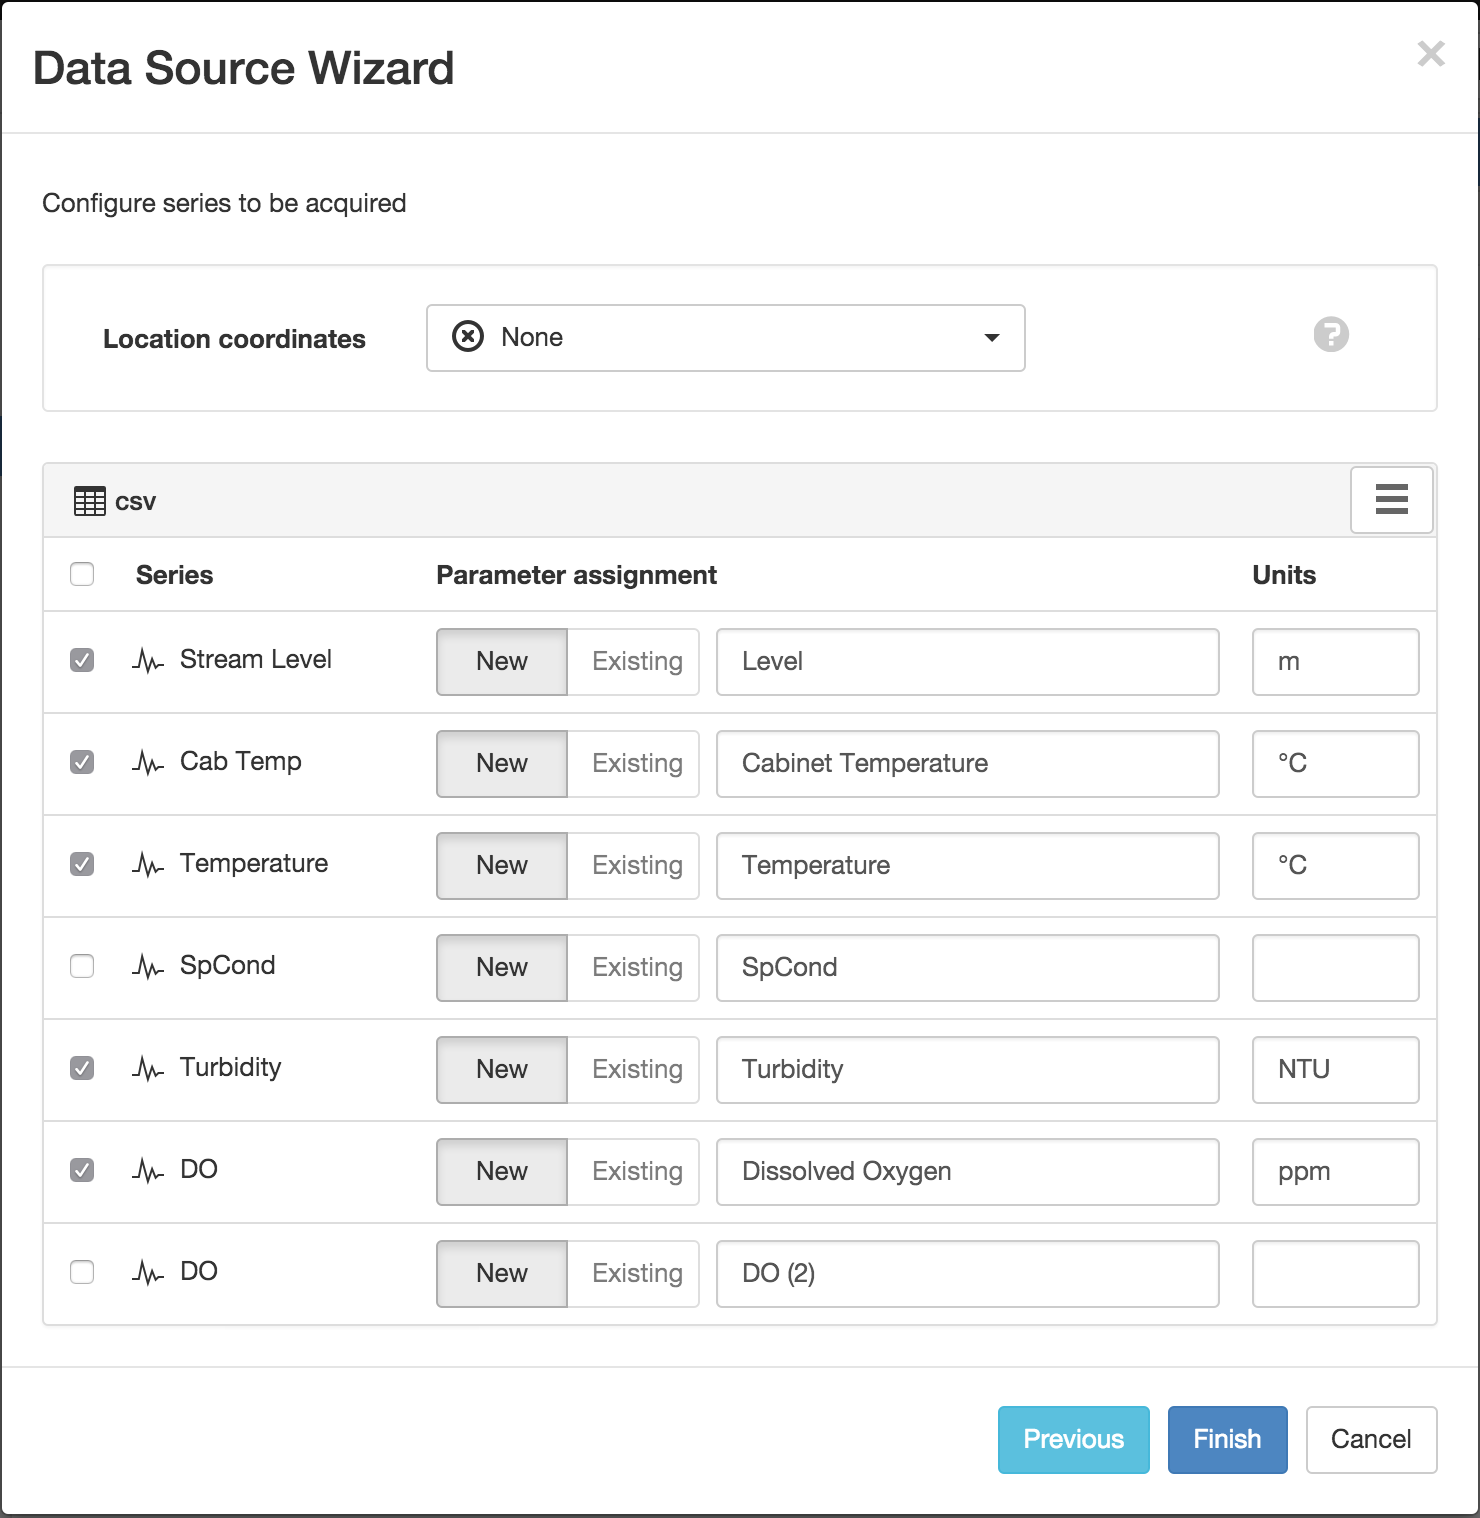 Data Source Wizard
Configure series to be acquired
Location coordinates None
csv
Series Parameter assignment Units
Stream Level New Existing Level m
Cab Temp New Existing Cabinet Temperature °C
Temperature New Existing Temperature °C
SpCond New Existing SpCond
Turbidity New Existing Turbidity NTU
DO New Existing Dissolved Oxygen ppm
DO New Existing DO (2)
Previous Finish Cancel